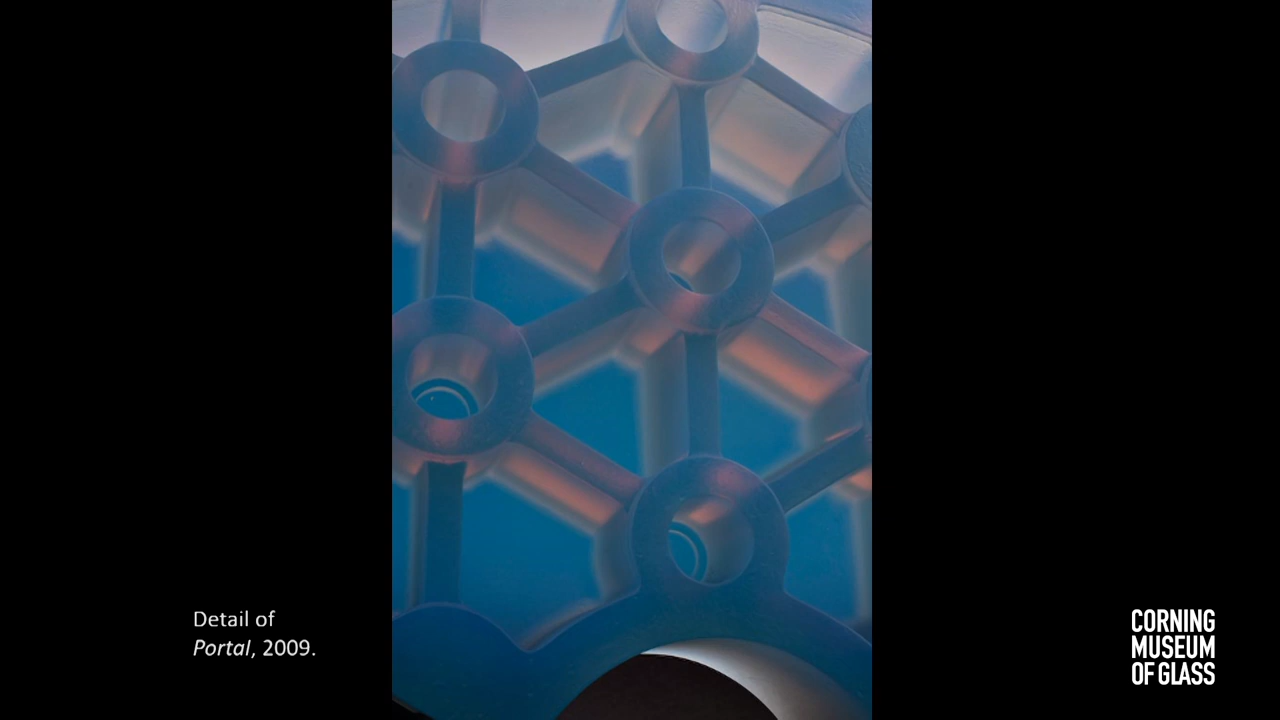 Detail of
Portal, 2009.
CORNING
MUSEUM
OF GLASS